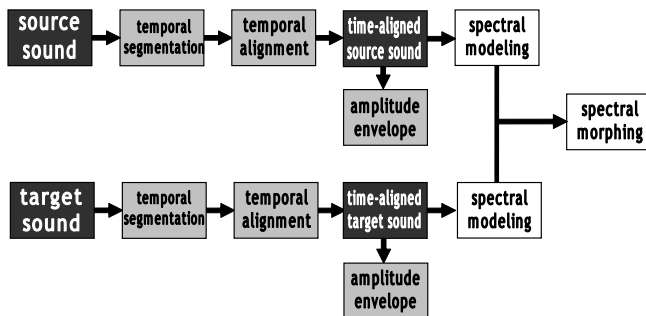 source
sound
temporal
segmentation
temporal
alignment
time-aligned
source sound
spectral
modeling
amplitude
envelope
spectral
morphing
target
sound
temporal
segmentation
temporal
alignment
time-aligned
target sound
spectral
modeling
amplitude
envelope